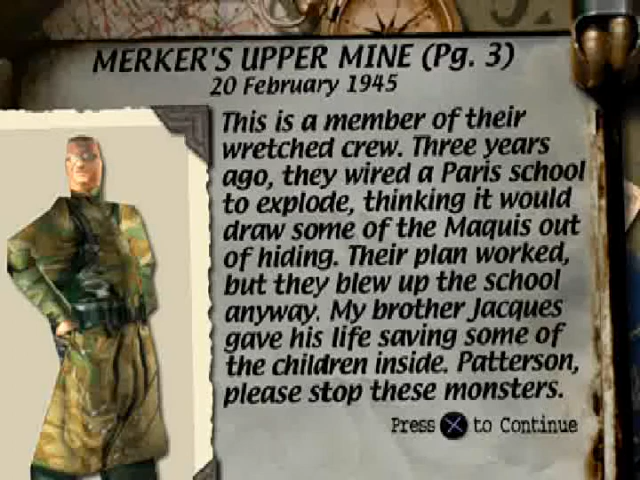 MERKER'S UPPER MINE (Pg. 3)
20 February 1945
This is a member of their
wretched crew. Three years
ago, they wired a Paris school
to explode, thinking it would
draw some of the Maquis out
of hiding. Their plan worked,
but they blew up the school
anyway. My brother Jacques
gave his life saving some of
the children inside. Patterson,
please stop these monsters.
Press X to Continue